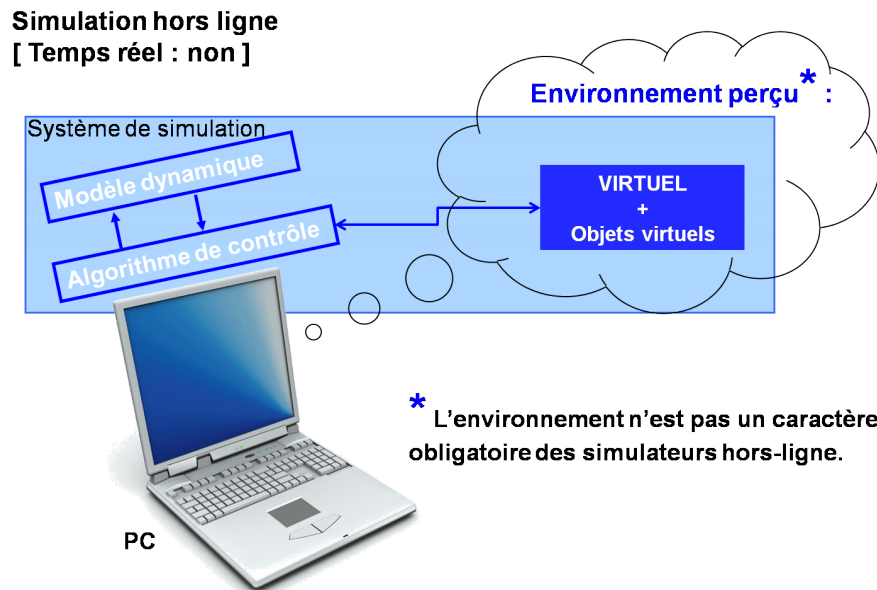 Simulation hors ligne
[ Temps réel : non ]
Environnement perçu* :
Système de simulation
Modèle dynamique
Algorithme de contrôle
VIRTUEL
+
Objets virtuels
* L'environnement n'est pas un caractère
obligatoire des simulateurs hors-ligne.
PC